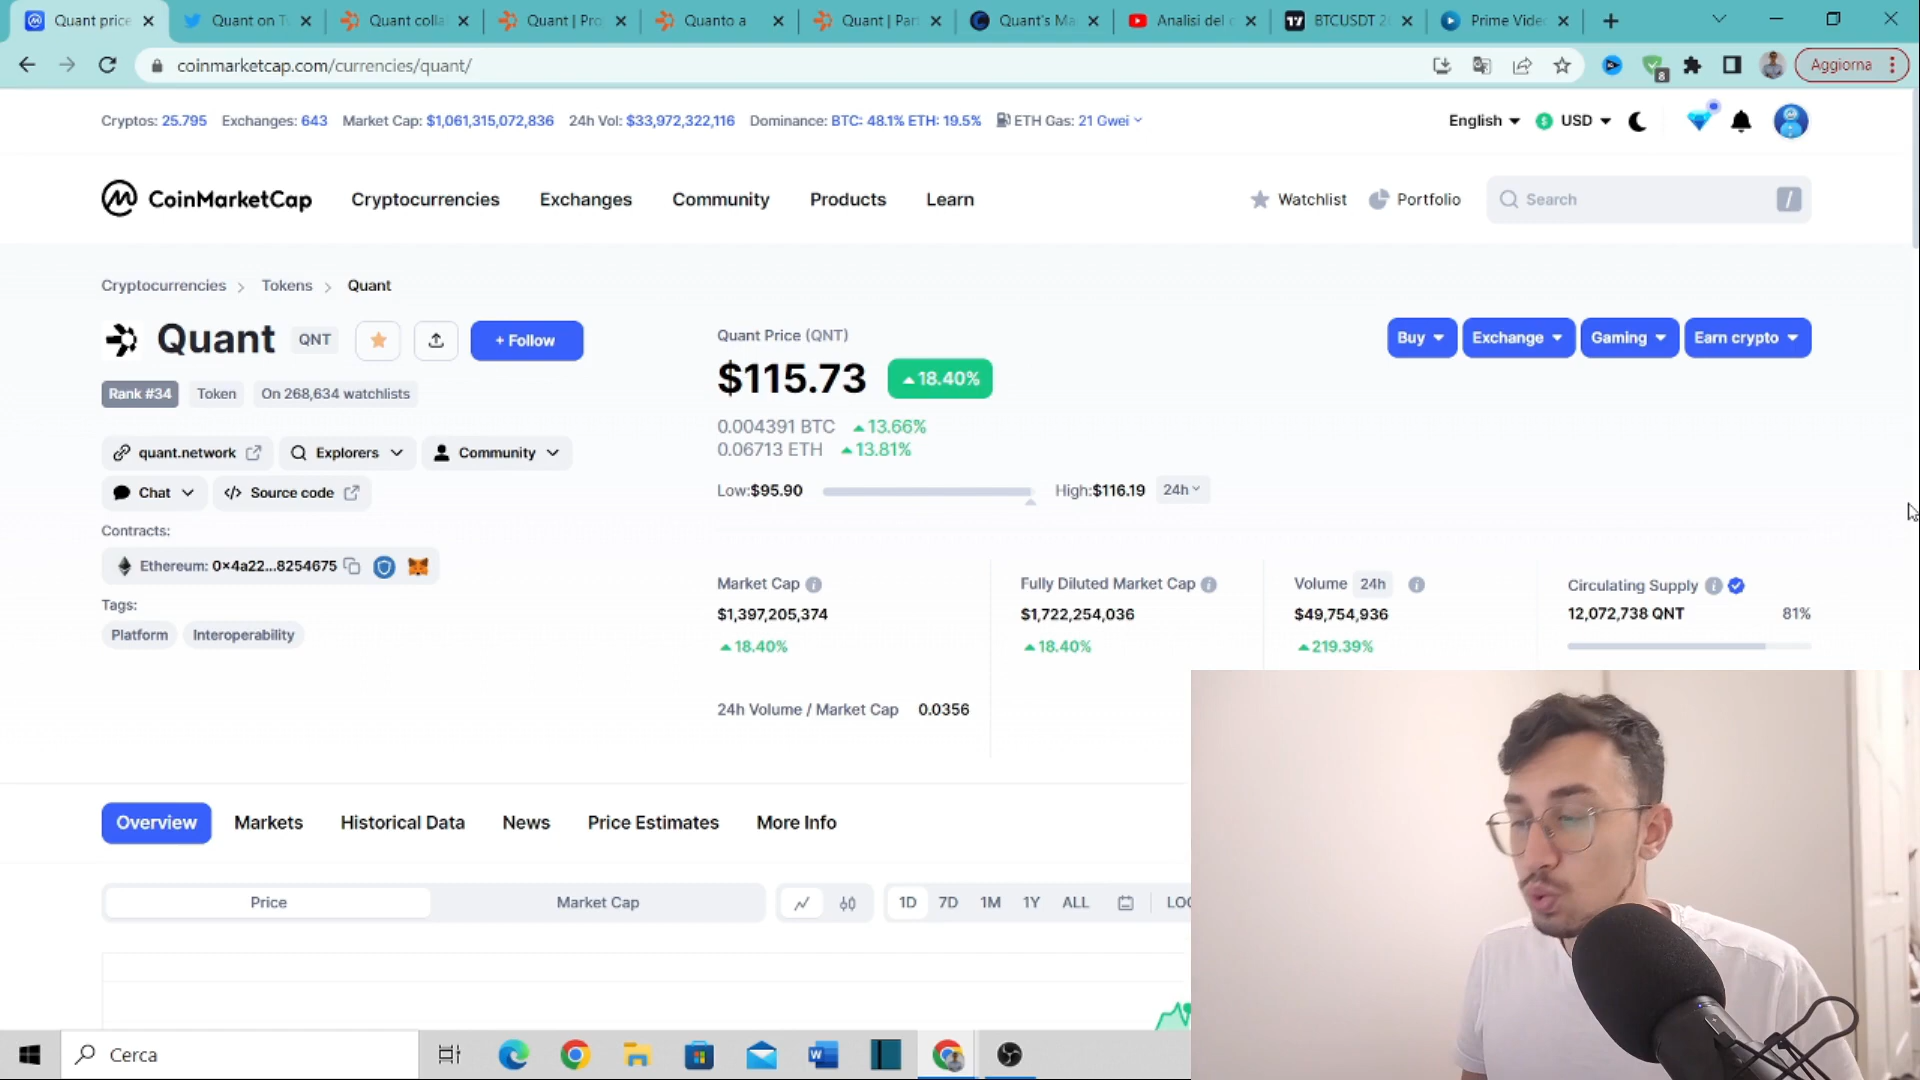 Quant price
Quant on Tw
Quant colla
Quant | Pro
Quanto a
Quant | Par
Quant's Ma
Analisi del c
BTCUSDT 2
Prime Video
coinmarketcap.com/currencies/quant/
8
Aggiorna
Cryptos: 25.795 Exchanges: 643 Market Cap: $1,061,315,072,836 24h Vol: $33,972,322,116 Dominance: BTC: 48.1% ETH: 19.5% ETH Gas: 21 Gwei
English USD
CoinMarketCap Cryptocurrencies Exchanges Community Products Learn
Watchlist Portfolio Search /
Cryptocurrencies > Tokens > Quant
Quant QNT + Follow
Rank #34 Token On 268,634 watchlists
quant.network Explorers Community
Chat </> Source code
Contracts:
Ethereum: 0x4a22...8254675
Tags:
Platform Interoperability
Quant Price (QNT)
$115.73 18.40%
0.004391 BTC 13.66%
0.06713 ETH 13.81%
Low:$95.90 High:$116.19 24h
Buy Exchange Gaming Earn crypto
Market Cap
$1,397,205,374
18.40%
24h Volume / Market Cap 0.0356
Fully Diluted Market Cap
$1,722,254,036
18.40%
Volume 24h
$49,754,936
219.39%
Circulating Supply
12,072,738 QNT 81%
Overview Markets Historical Data News Price Estimates More Info
Price Market Cap 1D 7D 1M 1Y ALL LOG
Cerca